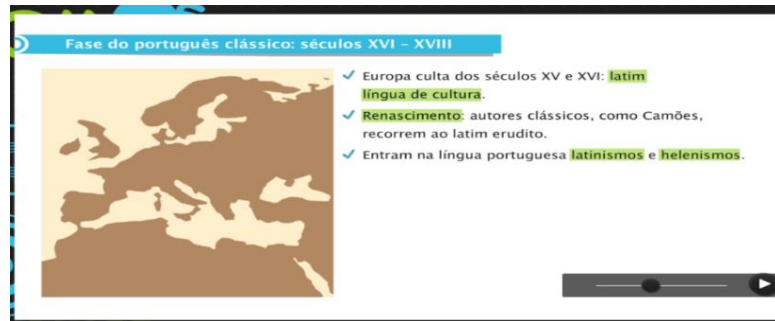 Fase do português clássico: séculos XVI – XVIII
✓ Europa culta dos séculos XV e XVI: latim
língua de cultura.
✓ Renascimento: autores clássicos, como Camões,
recorrem ao latim erudito.
✓ Entram na língua portuguesa latinismos e helenismos.